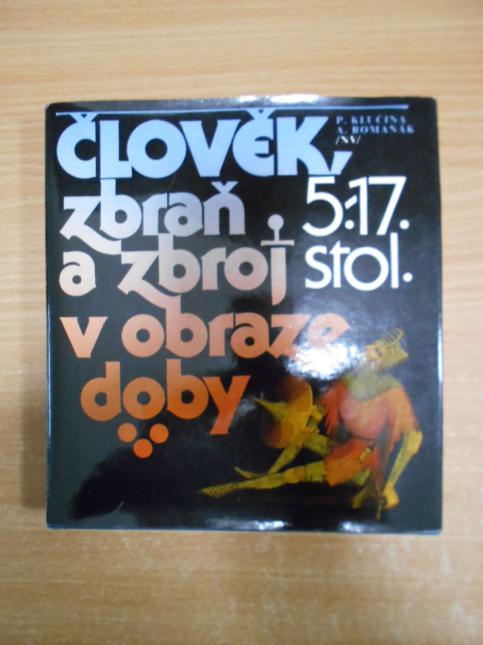 P. KLUČINA
A. ROMAŇÁK
/NV/
ČLOVĚK,
zbraň
a zbroj
v obraze
doby
5.-17.
stol.